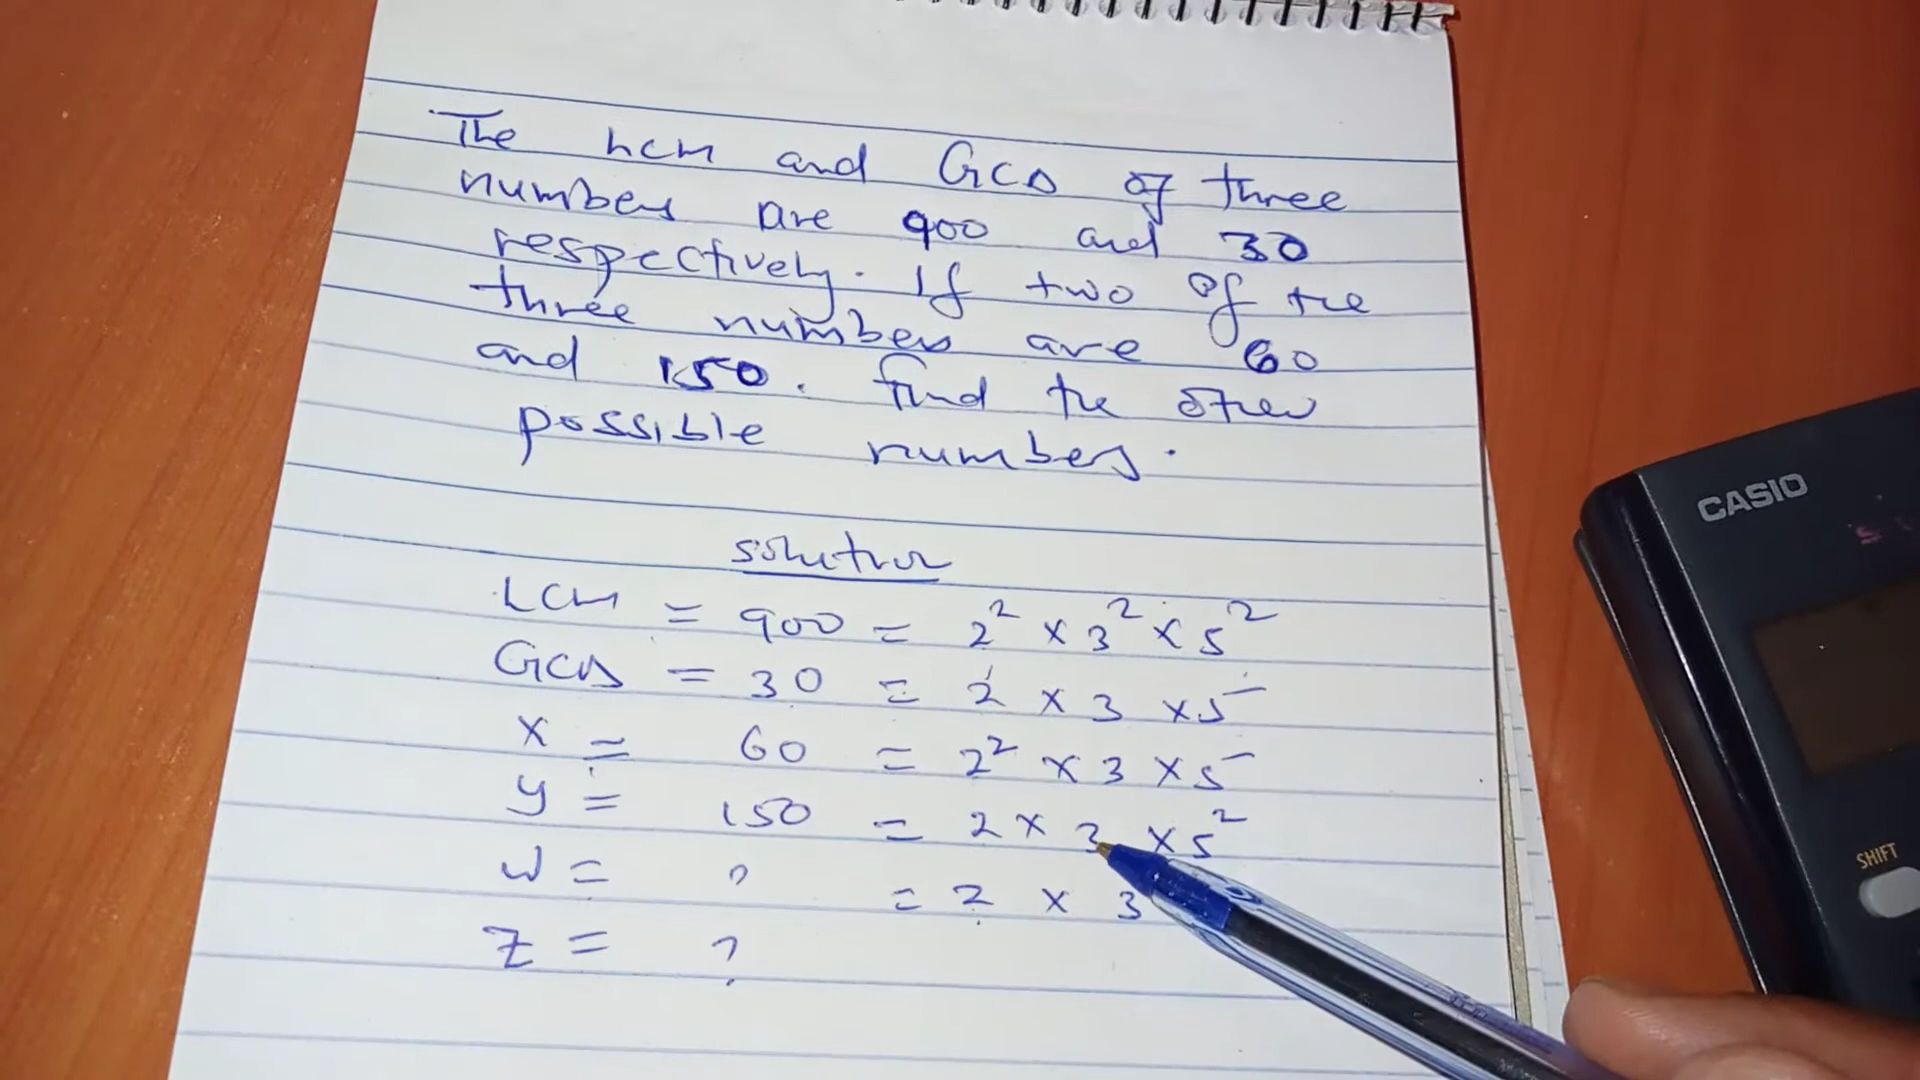 The LCM and GCD of three
numbers are 900 and 30
respectively. If two of the
three numbers are 60
and 150. find the other
possible numbers.
solution
LCM = 900 = 2² × 3² × 5²
GCD = 30 = 2 × 3 × 5
x = 60 = 2² × 3 × 5
y = 150 = 2 × 3 × 5²
W = ? = 2 × 3
Z = ?
CASIO
SHIFT